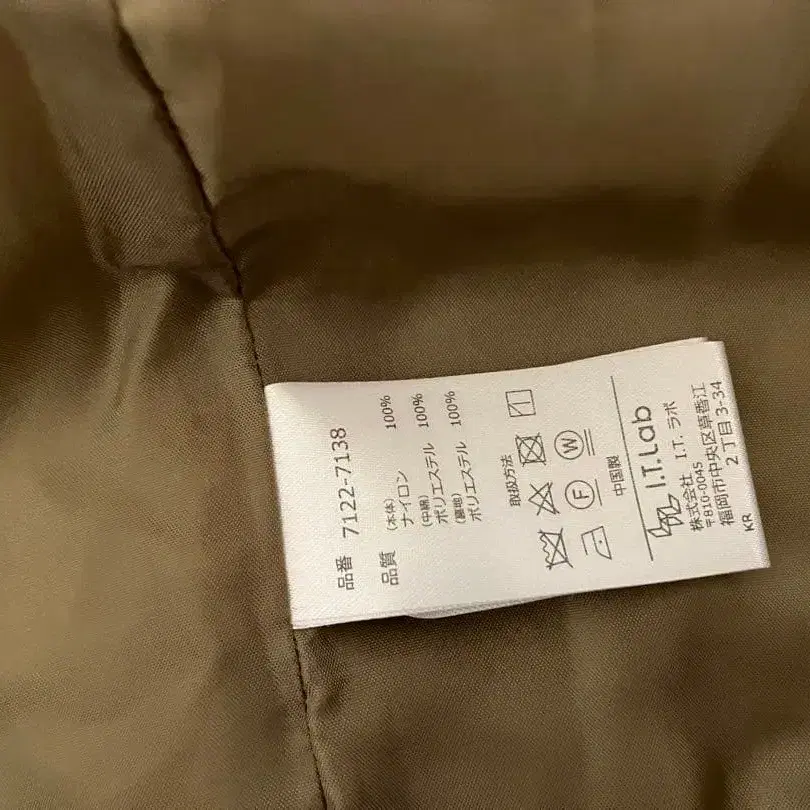 品番 7122-7138
品質 (本体)
ナイロン 100%
(中綿)
ポリエステル 100%
(裏地)
ポリエステル 100%
取扱方法
F W
中国製
I.T.Lab
株式会社 I.T. ラボ
〒810-0045
福岡市中央区草香江
2丁目3-34
KR